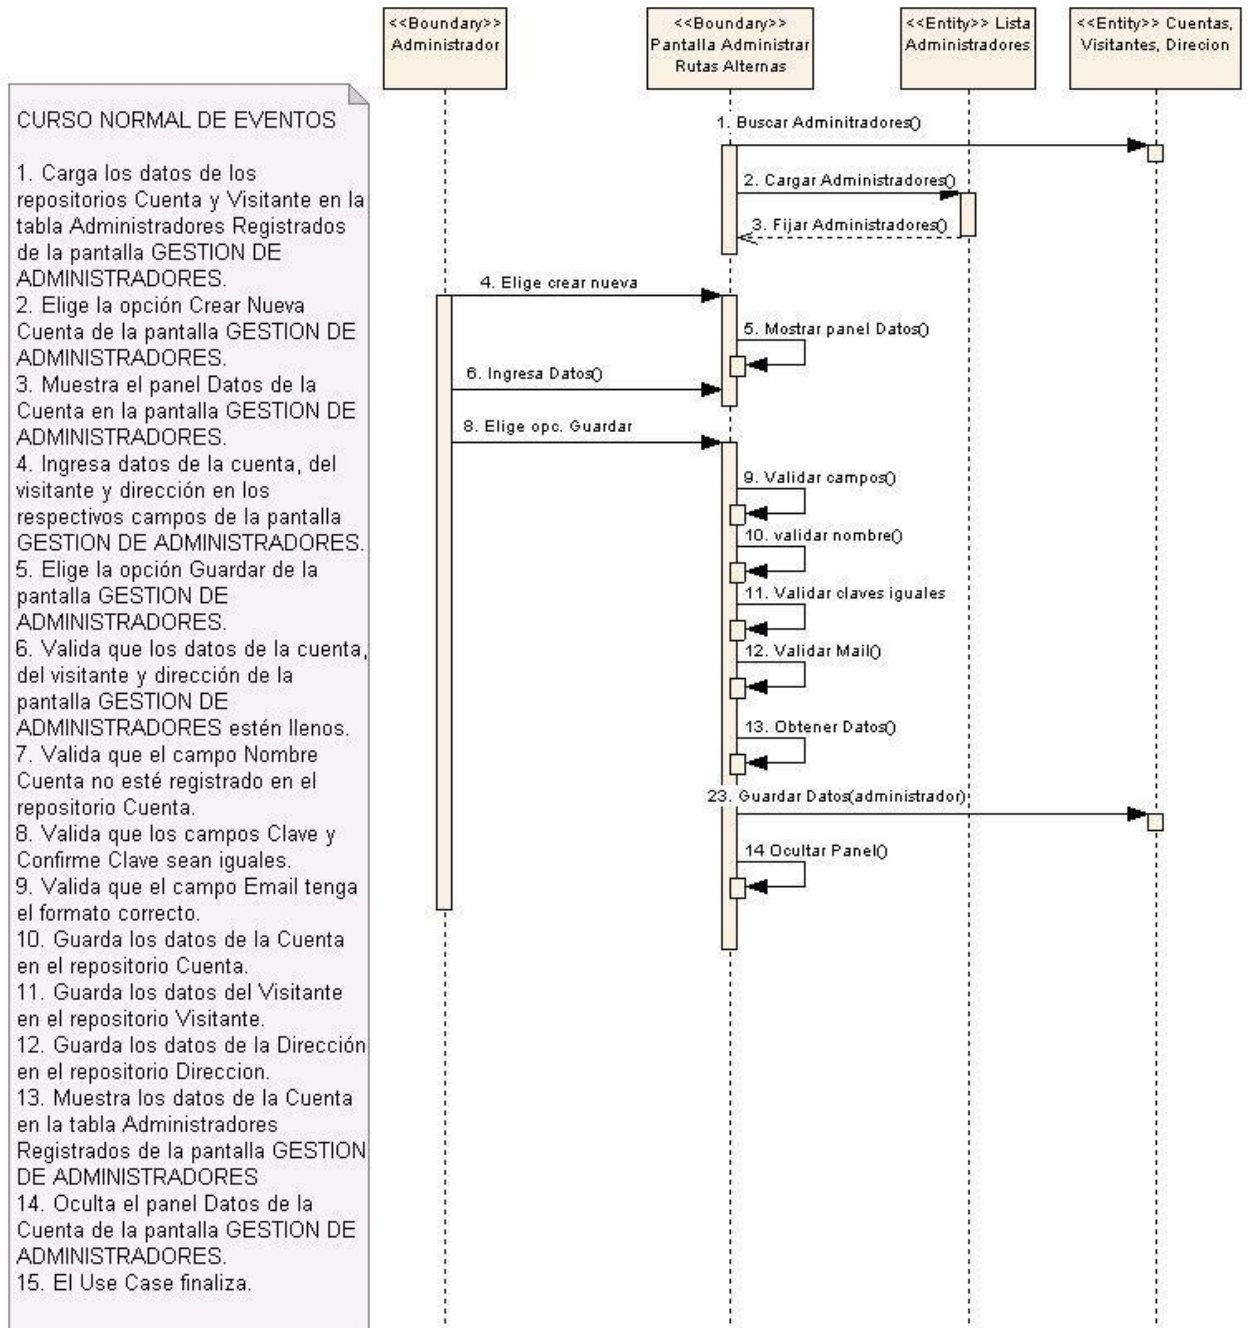 <<Boundary>>
Administrador
<<Boundary>>
Pantalla Administrar
Rutas Alternas
<<Entity>> Lista
Administradores
<<Entity>> Cuentas,
Visitantes, Direcion
CURSO NORMAL DE EVENTOS
1. Carga los datos de los
repositorios Cuenta y Visitante en la
tabla Administradores Registrados
de la pantalla GESTION DE
ADMINISTRADORES.
2. Elige la opción Crear Nueva
Cuenta de la pantalla GESTION DE
ADMINISTRADORES.
3. Muestra el panel Datos de la
Cuenta en la pantalla GESTION DE
ADMINISTRADORES.
4. Ingresa datos de la cuenta, del
visitante y dirección en los
respectivos campos de la pantalla
GESTION DE ADMINISTRADORES.
5. Elige la opción Guardar de la
pantalla GESTION DE
ADMINISTRADORES.
6. Valida que los datos de la cuenta,
del visitante y dirección de la
pantalla GESTION DE
ADMINISTRADORES estén llenos.
7. Valida que el campo Nombre
Cuenta no esté registrado en el
repositorio Cuenta.
8. Valida que los campos Clave y
Confirme Clave sean iguales.
9. Valida que el campo Email tenga
el formato correcto.
10. Guarda los datos de la Cuenta
en el repositorio Cuenta.
11. Guarda los datos del Visitante
en el repositorio Visitante.
12. Guarda los datos de la Dirección
en el repositorio Direccion.
13. Muestra los datos de la Cuenta
en la tabla Administradores
Registrados de la pantalla GESTION
DE ADMINISTRADORES
14. Oculta el panel Datos de la
Cuenta de la pantalla GESTION DE
ADMINISTRADORES.
15. El Use Case finaliza.
1. Buscar Adminitradores()
2. Cargar Administradores()
3. Fijar Administradores()
4. Elige crear nueva
5. Mostrar panel Datos()
6. Ingresa Datos()
8. Elige opc. Guardar
9. Validar campos()
10. validar nombre()
11. Validar claves iguales
12. Validar Mail()
13. Obtener Datos()
23. Guardar Datos(administrador)
14 Ocultar Panel()